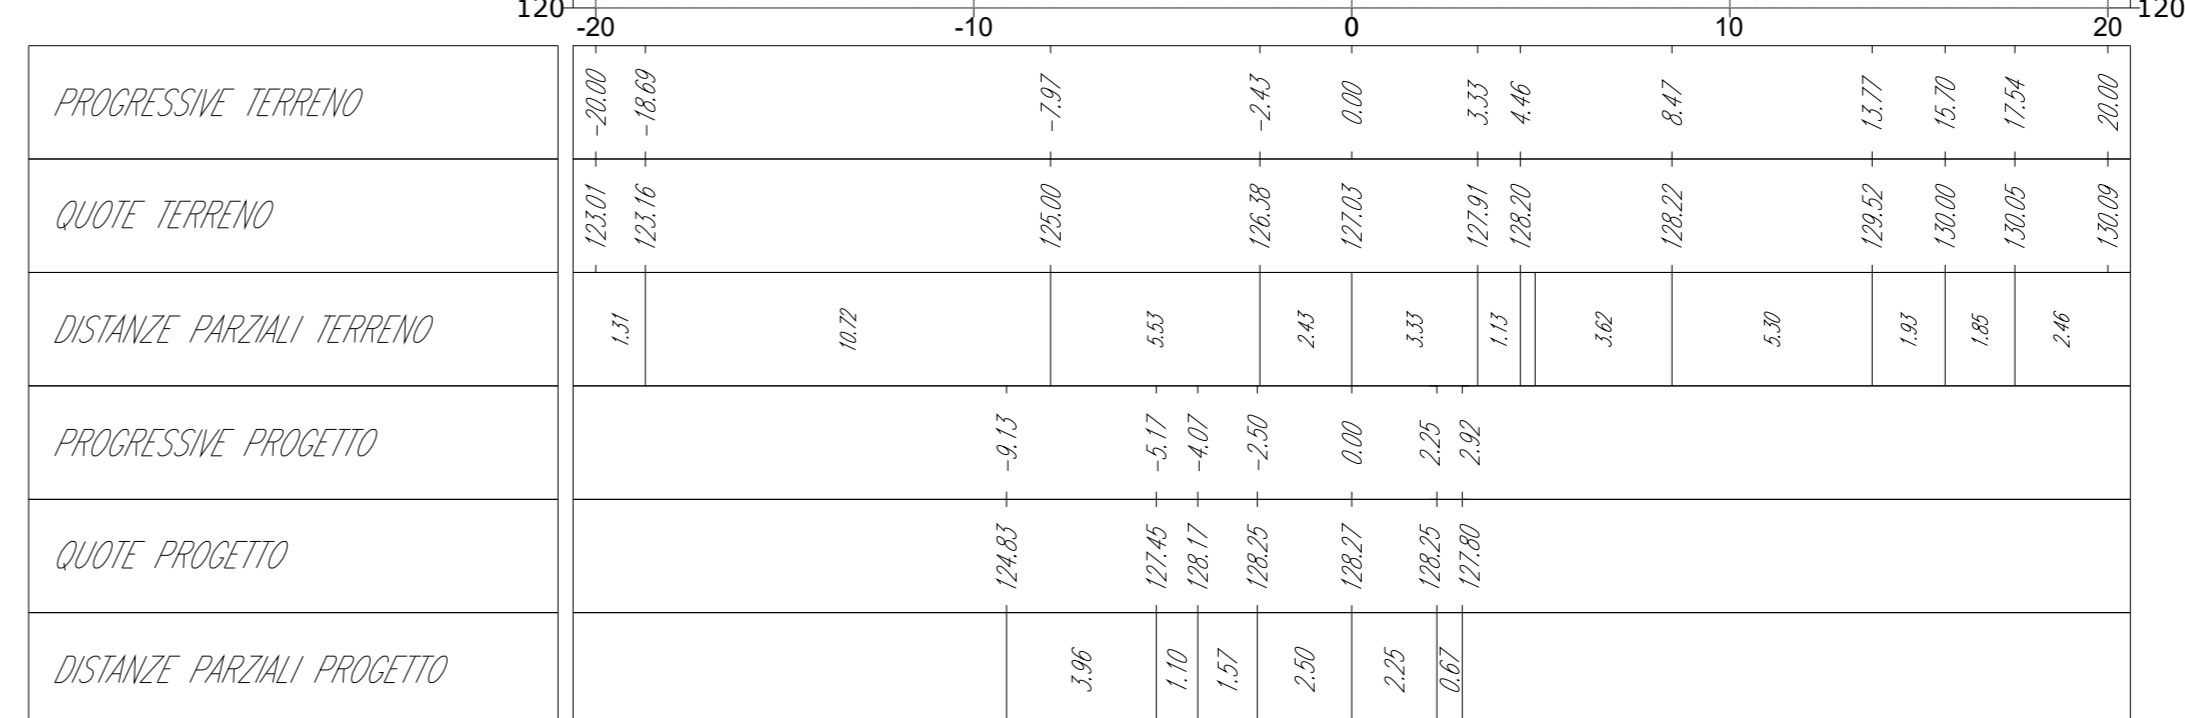 120 120
-20 -10 0 10 20
PROGRESSIVE TERRENO -20.00 -18.69 -7.97 -2.43 0.00 3.33 4.46 8.47 13.77 15.70 17.54 20.00
QUOTE TERRENO 123.01 123.16 125.00 126.38 127.03 127.91 128.20 128.22 129.52 130.00 130.05 130.09
DISTANZE PARZIALI TERRENO 1.31 10.72 5.53 2.43 3.33 1.13 3.62 5.30 1.93 1.85 2.46
PROGRESSIVE PROGETTO -9.13 -5.17 -4.07 -2.50 0.00 2.25 2.92
QUOTE PROGETTO 124.83 127.45 128.17 128.25 128.27 128.25 127.80
DISTANZE PARZIALI PROGETTO 3.96 1.10 1.57 2.50 2.25 0.67